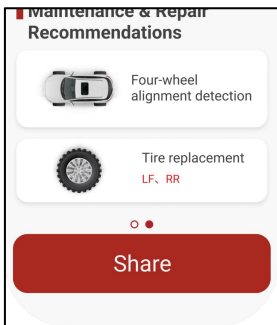 Maintenance & Repair
Recommendations
Four-wheel
alignment detection
Tire replacement
LF、RR
Share